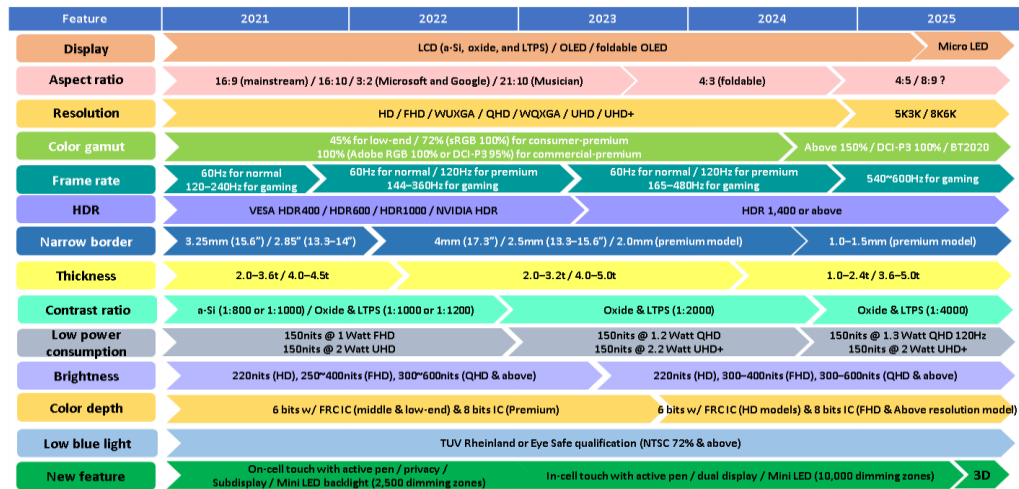 Feature 2021 2022 2023 2024 2025
Display LCD (a-Si, oxide, and LTPS) / OLED / foldable OLED Micro LED
Aspect ratio 16:9 (mainstream) / 16:10 / 3:2 (Microsoft and Google) / 21:10 (Musician) 4:3 (foldable) 4:5 / 8:9 ?
Resolution HD / FHD / WUXGA / QHD / WQXGA / UHD / UHD+ 5K3K / 8K6K
Color gamut
45% for low-end / 72% (sRGB 100%) for consumer-premium
100% (Adobe RGB 100% or DCI-P3 95%) for commercial-premium
Above 150% / DCI-P3 100% / BT2020
Frame rate
60Hz for normal
120–240Hz for gaming
60Hz for normal / 120Hz for premium
144–360Hz for gaming
60Hz for normal / 120Hz for premium
165–480Hz for gaming
540~600Hz for gaming
HDR VESA HDR400 / HDR600 / HDR1000 / NVIDIA HDR HDR 1,400 or above
Narrow border 3.25mm (15.6") / 2.85" (13.3–14") 4mm (17.3") / 2.5mm (13.3–15.6") / 2.0mm (premium model) 1.0–1.5mm (premium model)
Thickness 2.0–3.6t / 4.0–4.5t 2.0–3.2t / 4.0–5.0t 1.0–2.4t / 3.6–5.0t
Contrast ratio a-Si (1:800 or 1:1000) / Oxide & LTPS (1:1000 or 1:1200) Oxide & LTPS (1:2000) Oxide & LTPS (1:4000)
Low power
consumption
150nits @ 1 Watt FHD
150nits @ 2 Watt UHD
150nits @ 1.2 Watt QHD
150nits @ 2.2 Watt UHD+
150nits @ 1.3 Watt QHD 120Hz
150nits @ 2 Watt UHD+
Brightness 220nits (HD), 250~400nits (FHD), 300~600nits (QHD & above) 220nits (HD), 300–400nits (FHD), 300–600nits (QHD & above)
Color depth 6 bits w/ FRC IC (middle & low-end) & 8 bits IC (Premium) 6 bits w/ FRC IC (HD models) & 8 bits IC (FHD & Above resolution model)
Low blue light TUV Rheinland or Eye Safe qualification (NTSC 72% & above)
New feature
On-cell touch with active pen / privacy /
Subdisplay / Mini LED backlight (2,500 dimming zones)
In-cell touch with active pen / dual display / Mini LED (10,000 dimming zones)
3D